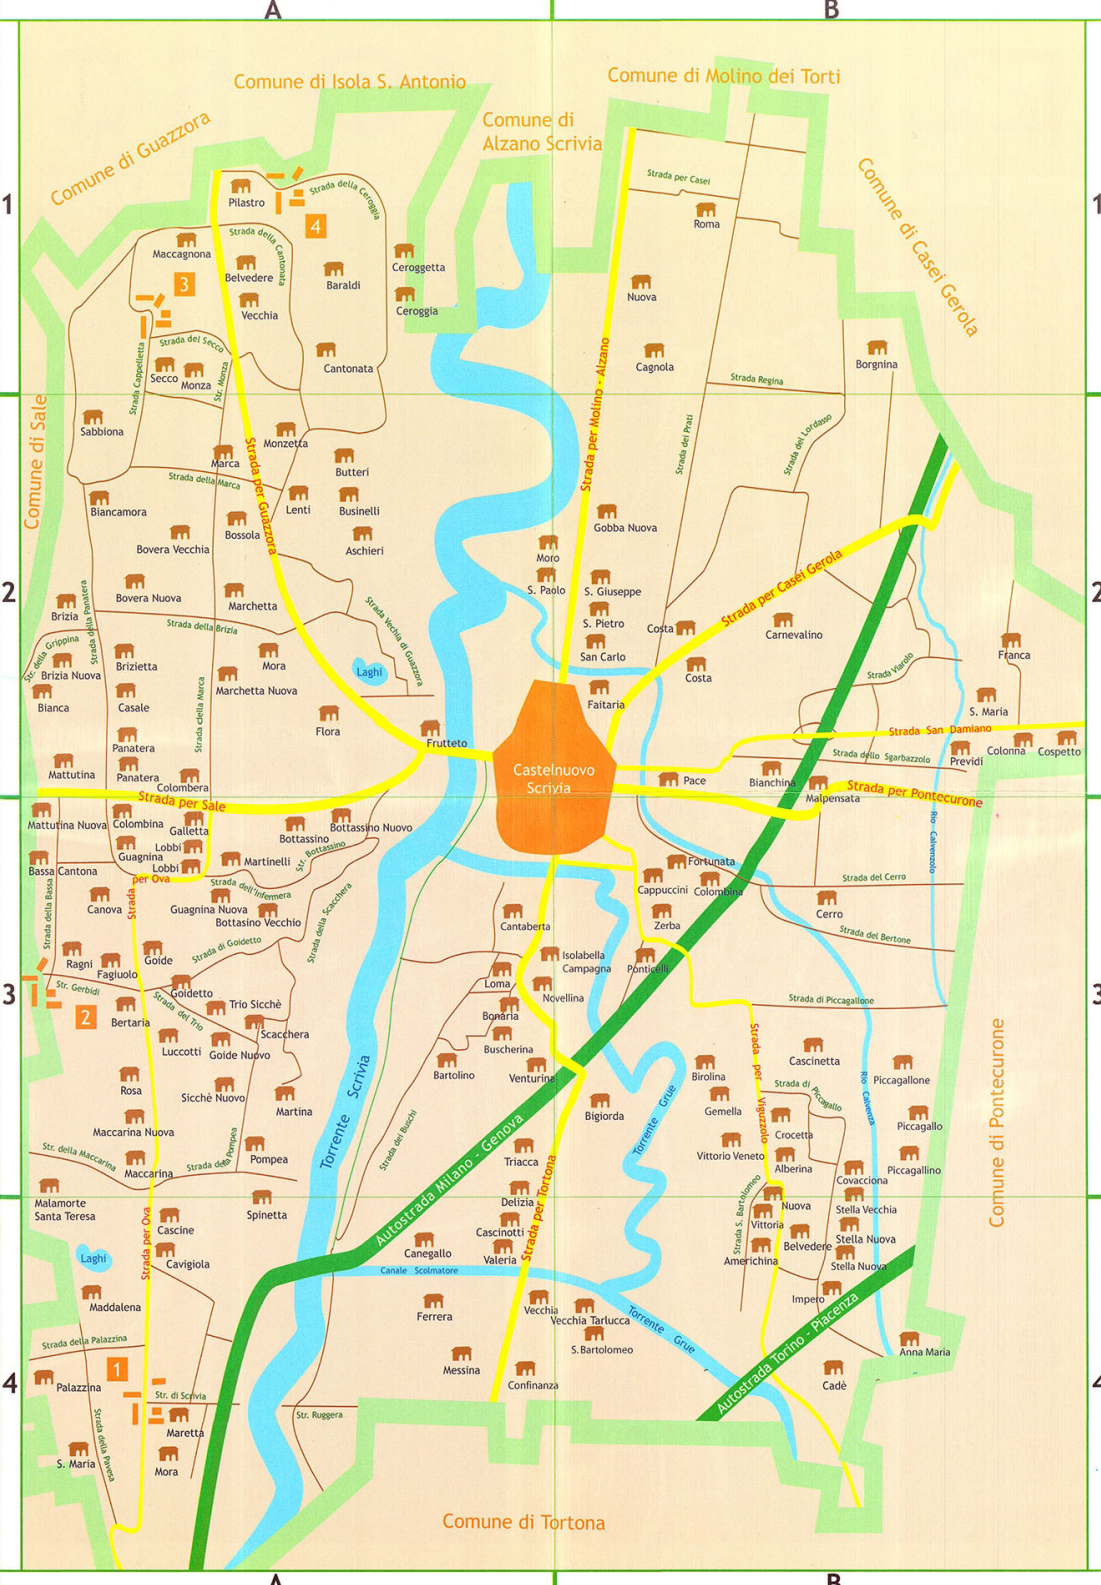 A
B
Comune di Isola S. Antonio
Comune di Molino dei Torti
Comune di Guazzora
Comune di
Alzano Scrivia
Comune di Casei Gerola
1
1
Pilastro
Strada della Ceroggia
4
Strada per Casei
Roma
Maccagnona
Strada della Cantonata
Belvedere
Baraldi
Ceroggetta
3
Vecchia
Ceroggia
Nuova
Strada del Secco
Strada Cappelletta
Secco
Monza
Str. Monza
Cantonata
Strada per Molino - Alzano
Cagnola
Borgnina
Strada Regina
Comune di Sale
Sabbiona
Monzetta
Marca
Strada della Marca
Strada per Guazzora
Butteri
Strada dei Prati
Strada del Lordasso
Biancamora
Lenti
Businelli
Bossola
Bovera Vecchia
Aschieri
Gobba Nuova
Moro
2
2
Bovera Nuova
Marchetta
S. Paolo
S. Giuseppe
Strada per Casei Gerola
Brizia
Strada della Panatera
Strada della Brizia
Strada Vechia di Guazzora
S. Pietro
Costa
Carnevalino
Str. della Grippina
Brizia Nuova
Brizietta
Mora
San Carlo
Franca
Laghi
Costa
Strada Viarolo
Bianca
Casale
Marchetta Nuova
Strada della Marca
Faitaria
S. Maria
Flora
Frutteto
Panatera
Strada San Damiano
Previdi
Colonna
Cospetto
Mattutina
Panatera
Colombera
Castelnuovo
Scrivia
Pace
Bianchina
Strada dello Sgarbazzolo
Malpensata
Strada per Pontecurone
Strada per Sale
Mattutina Nuova
Colombina
Galletta
Bottassino
Bottassino Nuovo
Rio Calvenzolo
Bassa Cantona
Guagnina
Lobbi
Lobbi
Martinelli
Str. Bottassino
Fortunata
Strada per Ova
Strada dell'Infermera
Cappuccini
Colombina
Strada del Cerro
Canova
Guagnina Nuova
Bottasino Vecchio
Cantaberta
Zerba
Cerro
Strada della Bassa
Strada della Scacchera
Strada del Bertone
Ragni
Fagiuolo
Goide
Strada di Goidetto
Isolabella
Campagna
Ponticelli
Loma
3
3
Str. Gerbidi
Goidetto
Novellina
Strada di Piccagallone
2
Bertaria
Strada del Trio
Trio Sicchè
Scacchera
Bonaria
Comune di Pontecurone
Luccotti
Goide Nuovo
Buscherina
Cascinetta
Torrente Scrivia
Bartolino
Venturina
Birolina
Strada per Viguzzolo
Rio Calvenza
Piccagallone
Rosa
Sicchè Nuovo
Martina
Torrente Grue
Gemella
Strada di Piccagallo
Maccarina Nuova
Bigiorda
Crocetta
Piccagallo
Strada dei Buschi
Autostrada Milano - Genova
Vittorio Veneto
Str. della Maccarina
Maccarina
Strada della Pompea
Pompea
Triacca
Alberina
Covacciona
Piccagallino
Malamorte
Santa Teresa
Spinetta
Delizia
Strada S. Bartolomeo
Nuova
Stella Vecchia
Cascine
Strada per Tortona
Cascinotti
Vittoria
Stella Nuova
Strada per Ova
Canegallo
Valeria
Belvedere
Laghi
Cavigiola
Americhina
Stella Nuova
Canale Scolmatore
Maddalena
Ferrera
Vecchia
Vecchia Tarlucca
Torrente Grue
Impero
Strada della Palazzina
S.Bartolomeo
Autostrada Torino - Piacenza
Anna Maria
1
Messina
Confinanza
Cadè
4
4
Palazzina
Str. di Scrivia
Str. Ruggera
Maretta
Strada della Pavesa
S. Maria
Mora
Comune di Tortona
A
B